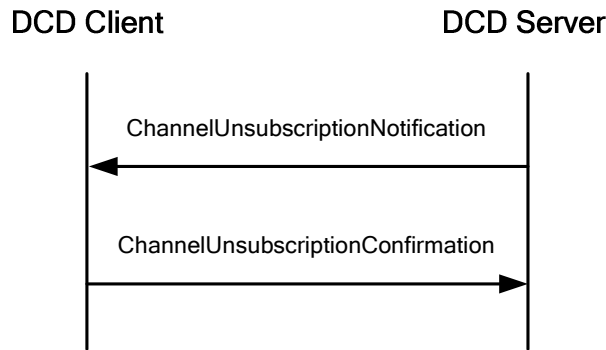 DCD Client
DCD Server
ChannelUnsubscriptionNotification
ChannelUnsubscriptionConfirmation